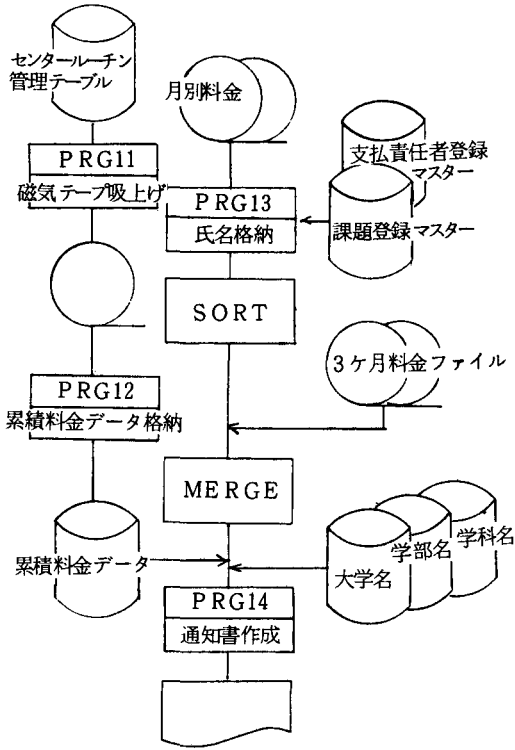 センタールーチン
管理テーブル
PRG11
磁気テープ吸上げ
PRG12
累積料金データ格納
累積料金データ
月別料金
PRG13
氏名格納
支払責任者登録
マスター
課題登録マスター
SORT
3ケ月料金ファイル
MERGE
大学名
学部名
学科名
PRG14
通知書作成